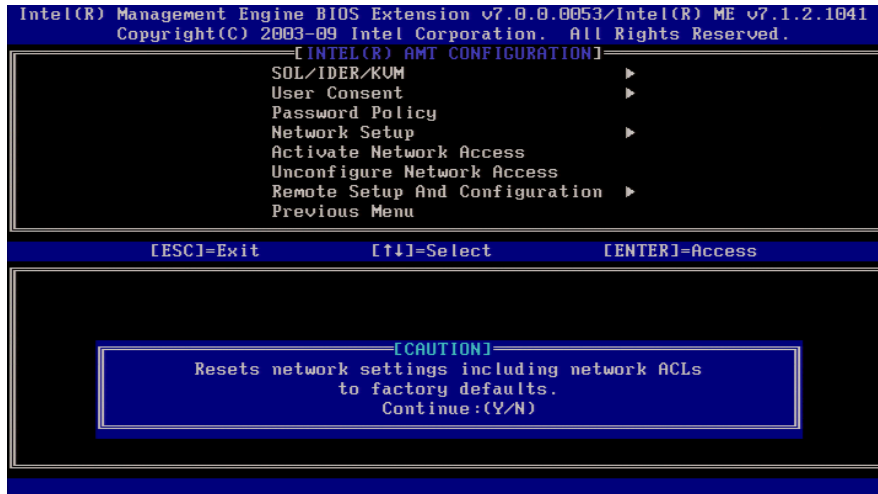 Intel(R) Management Engine BIOS Extension v7.0.0.0053/Intel(R) ME v7.1.2.1041
Copyright(C) 2003-09 Intel Corporation. All Rights Reserved.
[INTEL(R) AMT CONFIGURATION]
SOL/IDER/KVM ►
User Consent ►
Password Policy
Network Setup ►
Activate Network Access
Unconfigure Network Access
Remote Setup And Configuration ►
Previous Menu
[ESC]=Exit [↑↓]=Select [ENTER]=Access
[CAUTION]
Resets network settings including network ACLs
to factory defaults.
Continue:(Y/N)